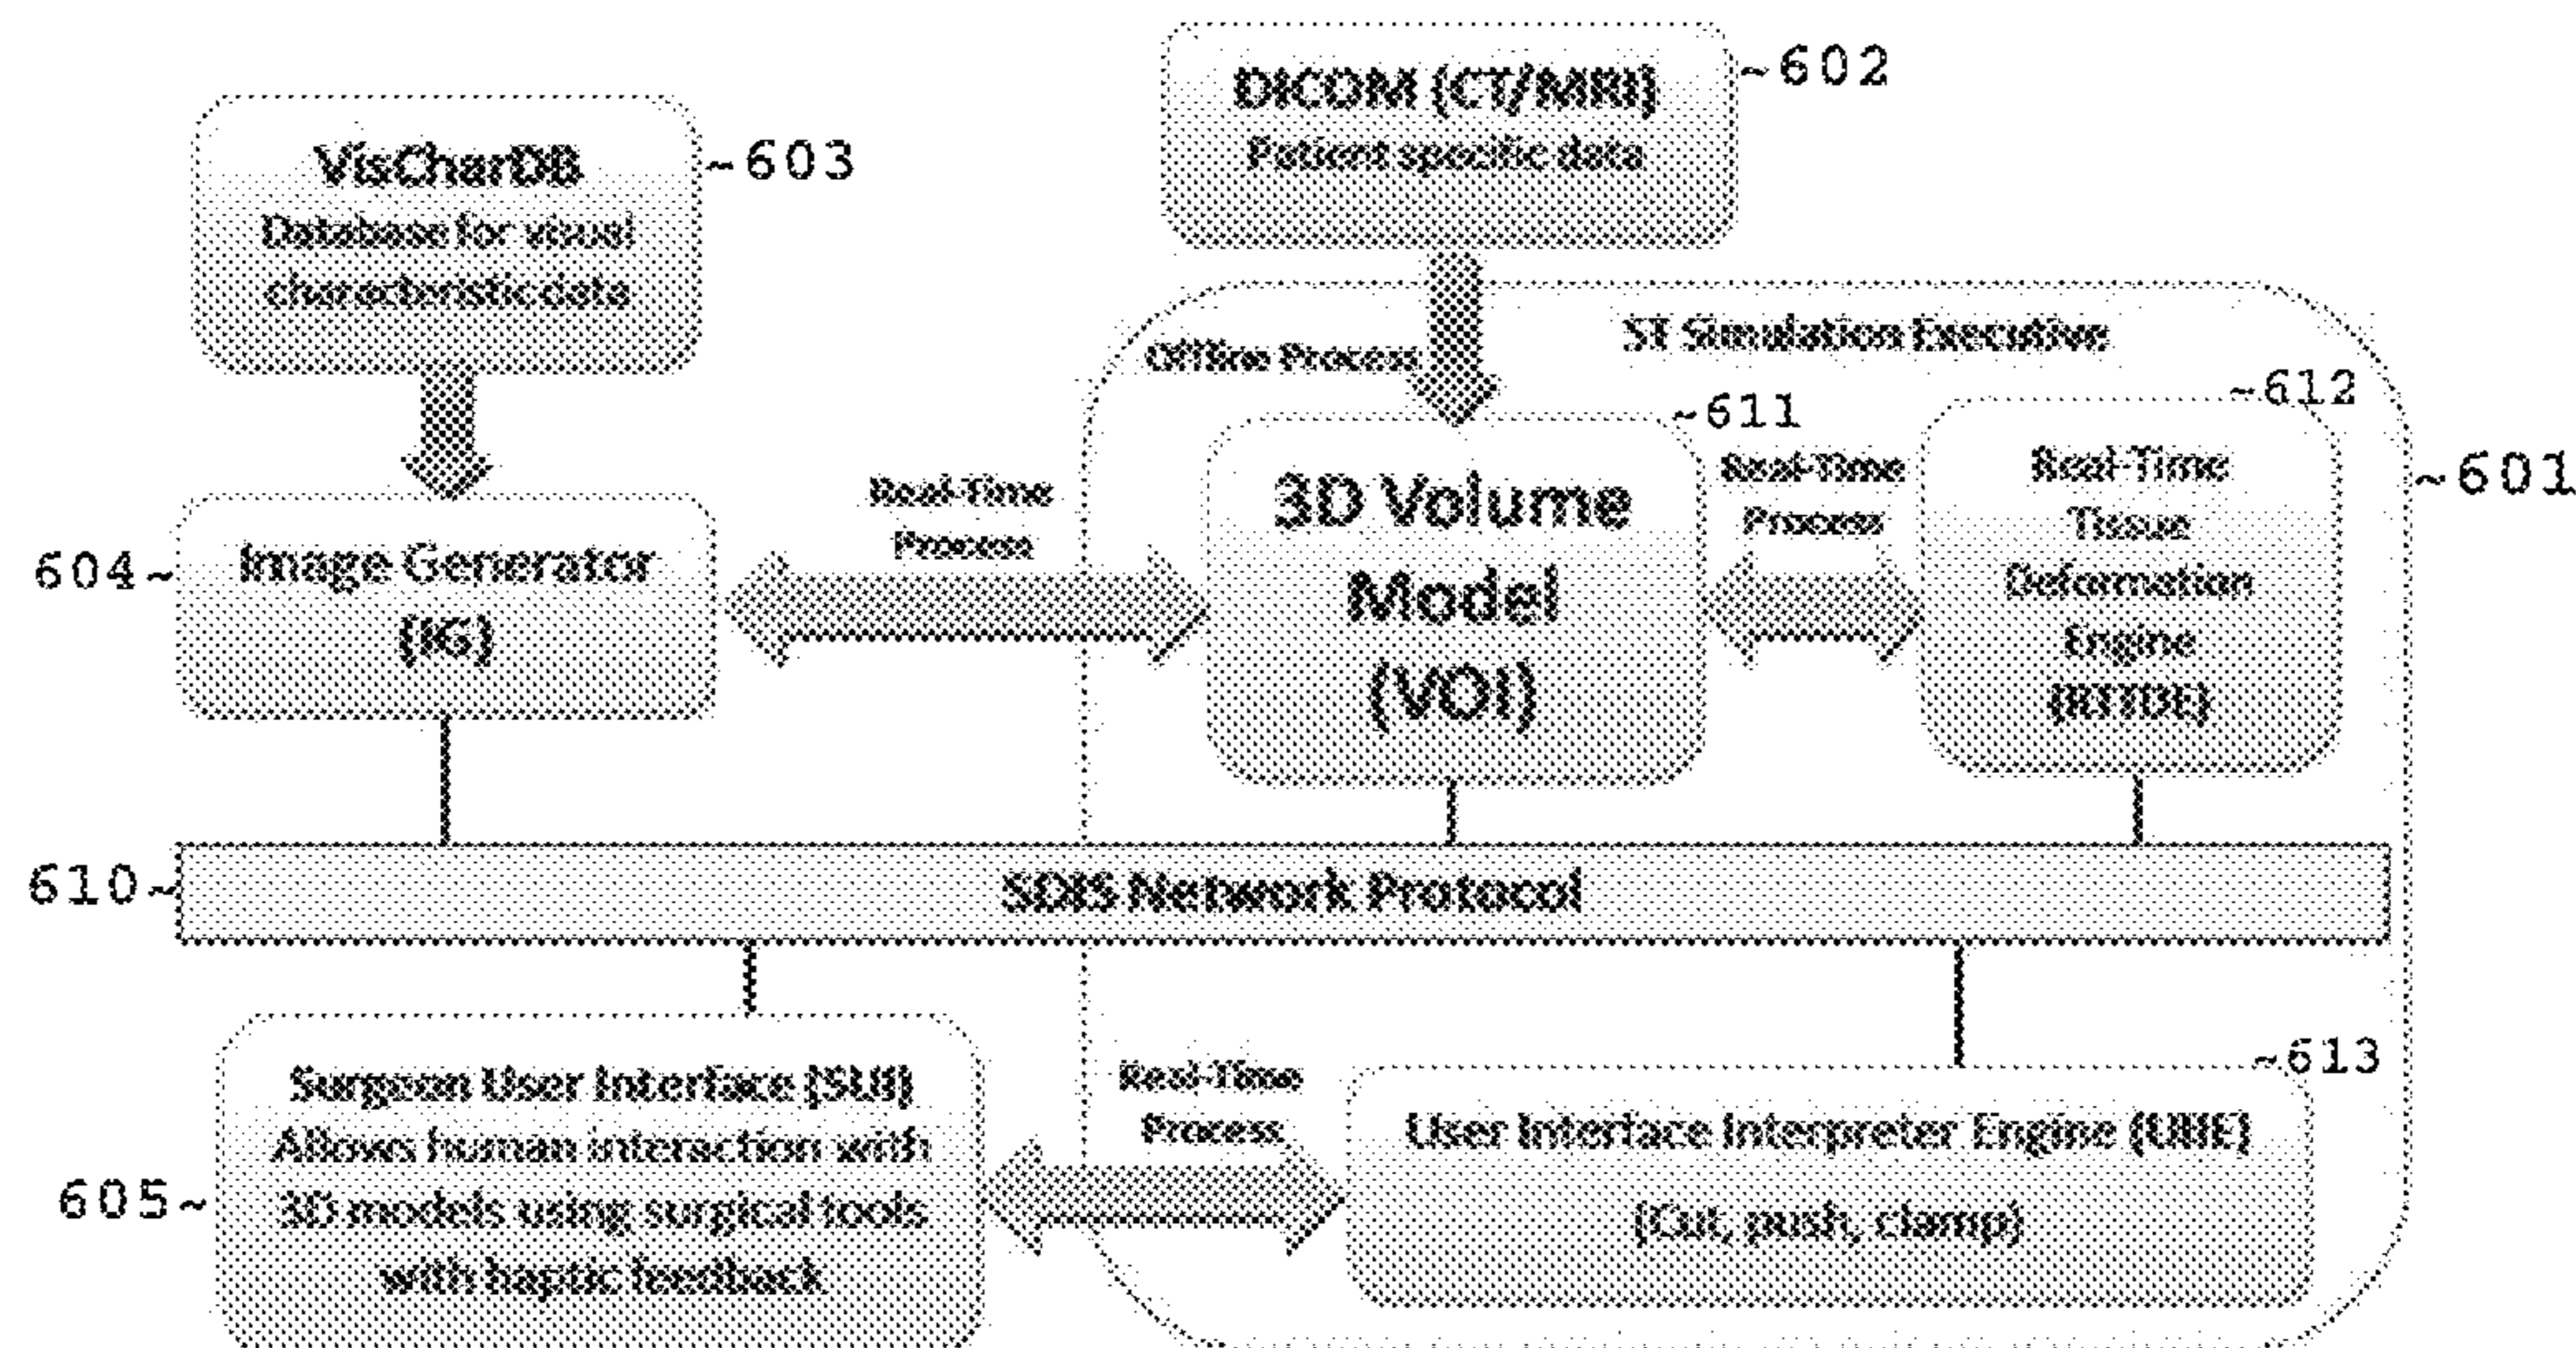 DICOM (CT/MRI)
Patient specific data
~602
VisCharDB
Database for visual
characteristic data
~603
Offline Process
ST Simulation Executive
~601
Image Generator
(IG)
604~
Real-Time
Process
3D Volume
Model
(VOI)
~611
Real-Time
Process
Real-Time
Tissue
Deformation
Engine
(RTTDE)
~612
610~
SDIS Network Protocol
Surgeon User Interface (SUI)
Allows human interaction with
3D models using surgical tools
with haptic feedback
605~
Real-Time
Process
User Interface Interpreter Engine (UIIE)
(Cut, push, clamp)
~613